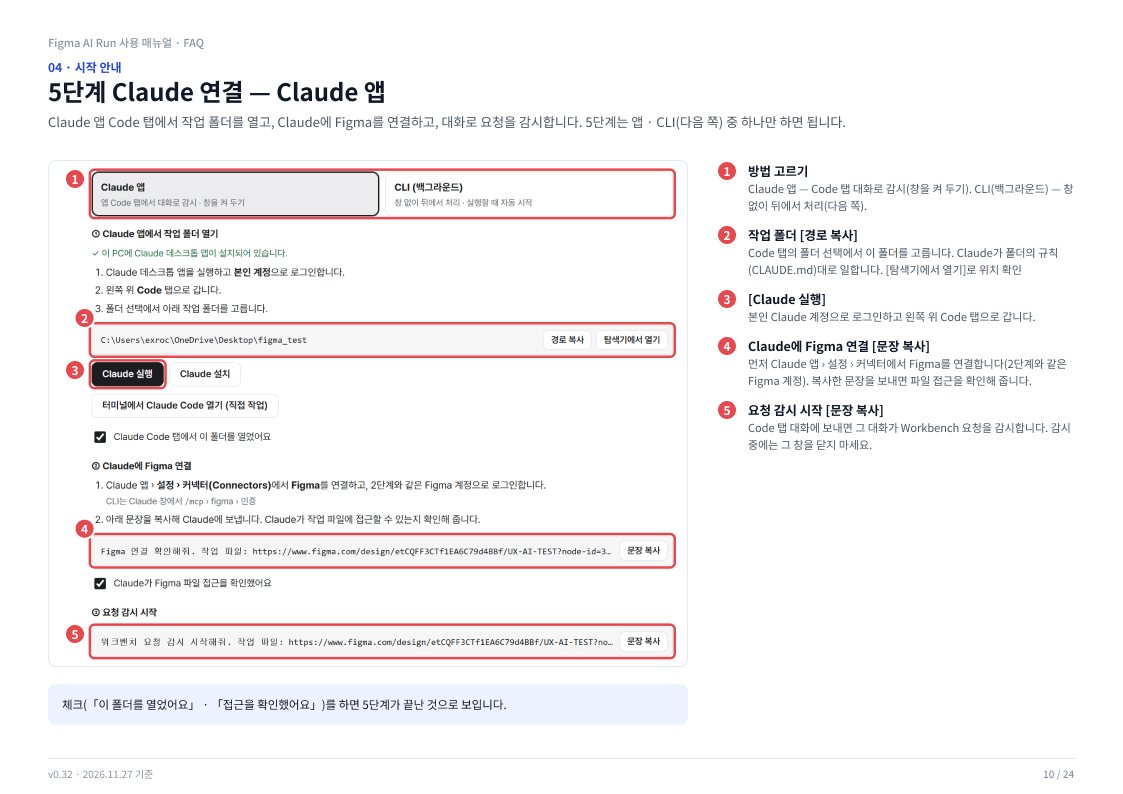 Figma AI Run 사용 매뉴얼 · FAQ
04 · 시작 안내
5단계 Claude 연결 — Claude 앱
Claude 앱 Code 탭에서 작업 폴더를 열고, Claude에 Figma를 연결하고, 대화로 요청을 감시합니다. 5단계는 앱 · CLI(다음 쪽) 중 하나만 하면 됩니다.
1
Claude 앱
앱 Code 탭에서 대화로 감시 · 창을 켜 두기
CLI (백그라운드)
창 없이 뒤에서 처리 · 실행할 때 자동 시작
① Claude 앱에서 작업 폴더 열기
✓ 이 PC에 Claude 데스크톱 앱이 설치되어 있습니다.
1. Claude 데스크톱 앱을 실행하고 본인 계정으로 로그인합니다.
2. 왼쪽 위 Code 탭으로 갑니다.
3. 폴더 선택에서 아래 작업 폴더를 고릅니다.
2
C:\Users\exroc\OneDrive\Desktop\figma_test
경로 복사
탐색기에서 열기
3
Claude 실행
Claude 설치
터미널에서 Claude Code 열기 (직접 작업)
Claude Code 탭에서 이 폴더를 열었어요
② Claude에 Figma 연결
1. Claude 앱 › 설정 › 커넥터(Connectors)에서 Figma를 연결하고, 2단계와 같은 Figma 계정으로 로그인합니다.
CLI는 Claude 창에서 /mcp › figma › 인증
2. 아래 문장을 복사해 Claude에 보냅니다. Claude가 작업 파일에 접근할 수 있는지 확인해 줍니다.
4
Figma 연결 확인해줘. 작업 파일: https://www.figma.com/design/etCQFF3CTf1EA6C79d4BBf/UX-AI-TEST?node-id=3…
문장 복사
Claude가 Figma 파일 접근을 확인했어요
③ 요청 감시 시작
5
워크벤치 요청 감시 시작해줘. 작업 파일: https://www.figma.com/design/etCQFF3CTf1EA6C79d4BBf/UX-AI-TEST?no…
문장 복사
체크(「이 폴더를 열었어요」 · 「접근을 확인했어요」)를 하면 5단계가 끝난 것으로 보입니다.
1
방법 고르기
Claude 앱 — Code 탭 대화로 감시(창을 켜 두기). CLI(백그라운드) — 창
없이 뒤에서 처리(다음 쪽).
2
작업 폴더 [경로 복사]
Code 탭의 폴더 선택에서 이 폴더를 고릅니다. Claude가 폴더의 규칙
(CLAUDE.md)대로 일합니다. [탐색기에서 열기]로 위치 확인
3
[Claude 실행]
본인 Claude 계정으로 로그인하고 왼쪽 위 Code 탭으로 갑니다.
4
Claude에 Figma 연결 [문장 복사]
먼저 Claude 앱 › 설정 › 커넥터에서 Figma를 연결합니다(2단계와 같은
Figma 계정). 복사한 문장을 보내면 파일 접근을 확인해 줍니다.
5
요청 감시 시작 [문장 복사]
Code 탭 대화에 보내면 그 대화가 Workbench 요청을 감시합니다. 감시
중에는 그 창을 닫지 마세요.
v0.32 · 2026.11.27 기준
10 / 24